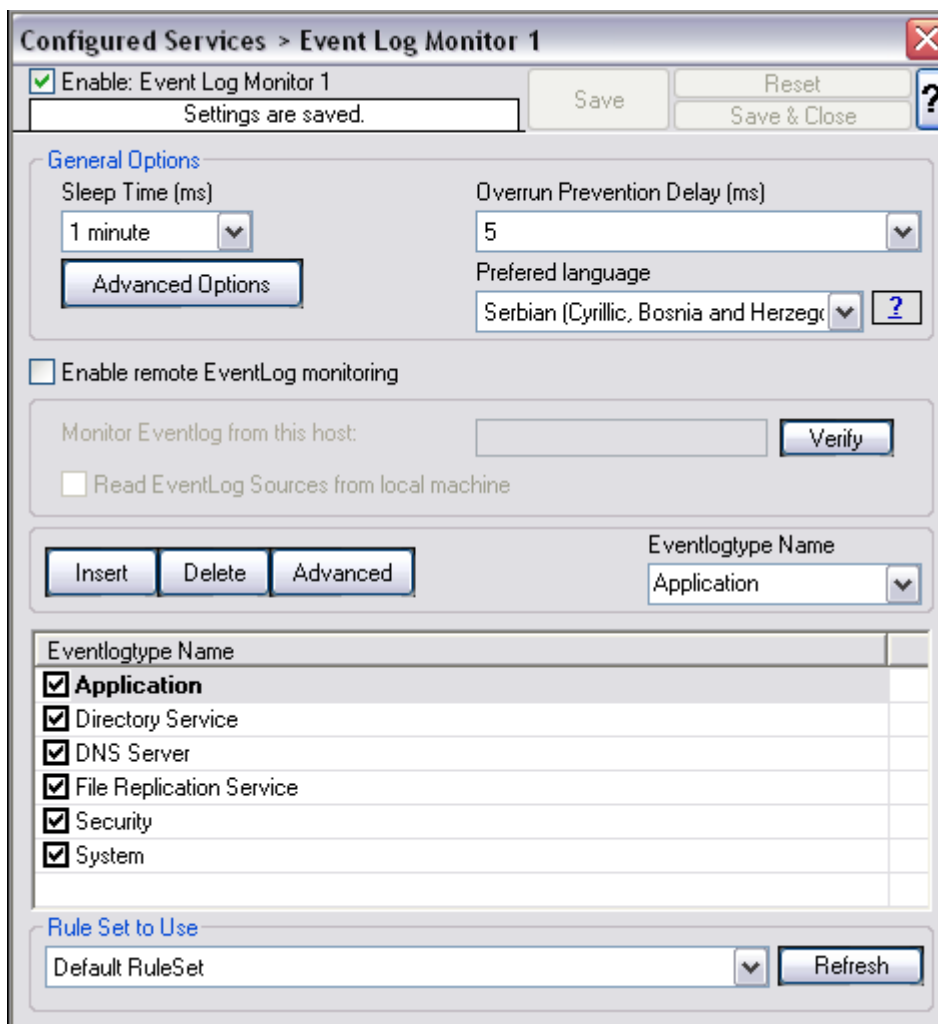 Configured Services > Event Log Monitor 1
Enable: Event Log Monitor 1
Settings are saved.
Save
Reset
Save & Close
?
General Options
Sleep Time (ms)
1 minute
Advanced Options
Overrun Prevention Delay (ms)
5
Prefered language
Serbian (Cyrillic, Bosnia and Herzeg
?
Enable remote EventLog monitoring
Monitor Eventlog from this host:
Verify
Read EventLog Sources from local machine
Insert
Delete
Advanced
Eventlogtype Name
Application
Eventlogtype Name
Application
Directory Service
DNS Server
File Replication Service
Security
System
Rule Set to Use
Default RuleSet
Refresh